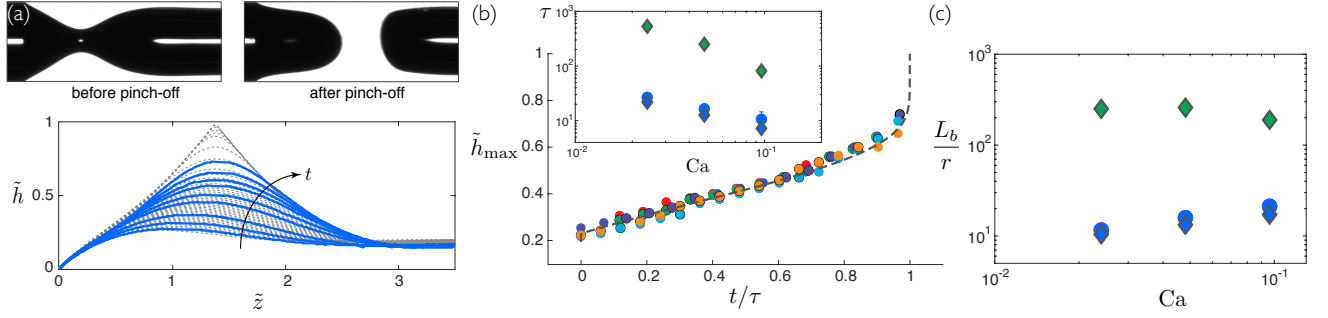 (a)
before pinch-off
after pinch-off
1
h̃
0.5
0
t
0
1
2
3
z̃
(b)
τ
10³
10²
10¹
10⁻²
Ca
10⁻¹
1
0.8
h̃max
0.6
0.4
0.2
0
0.2
0.4
0.6
0.8
1
t/τ
(c)
10³
L_b
r
10²
10¹
10⁻²
10⁻¹
Ca